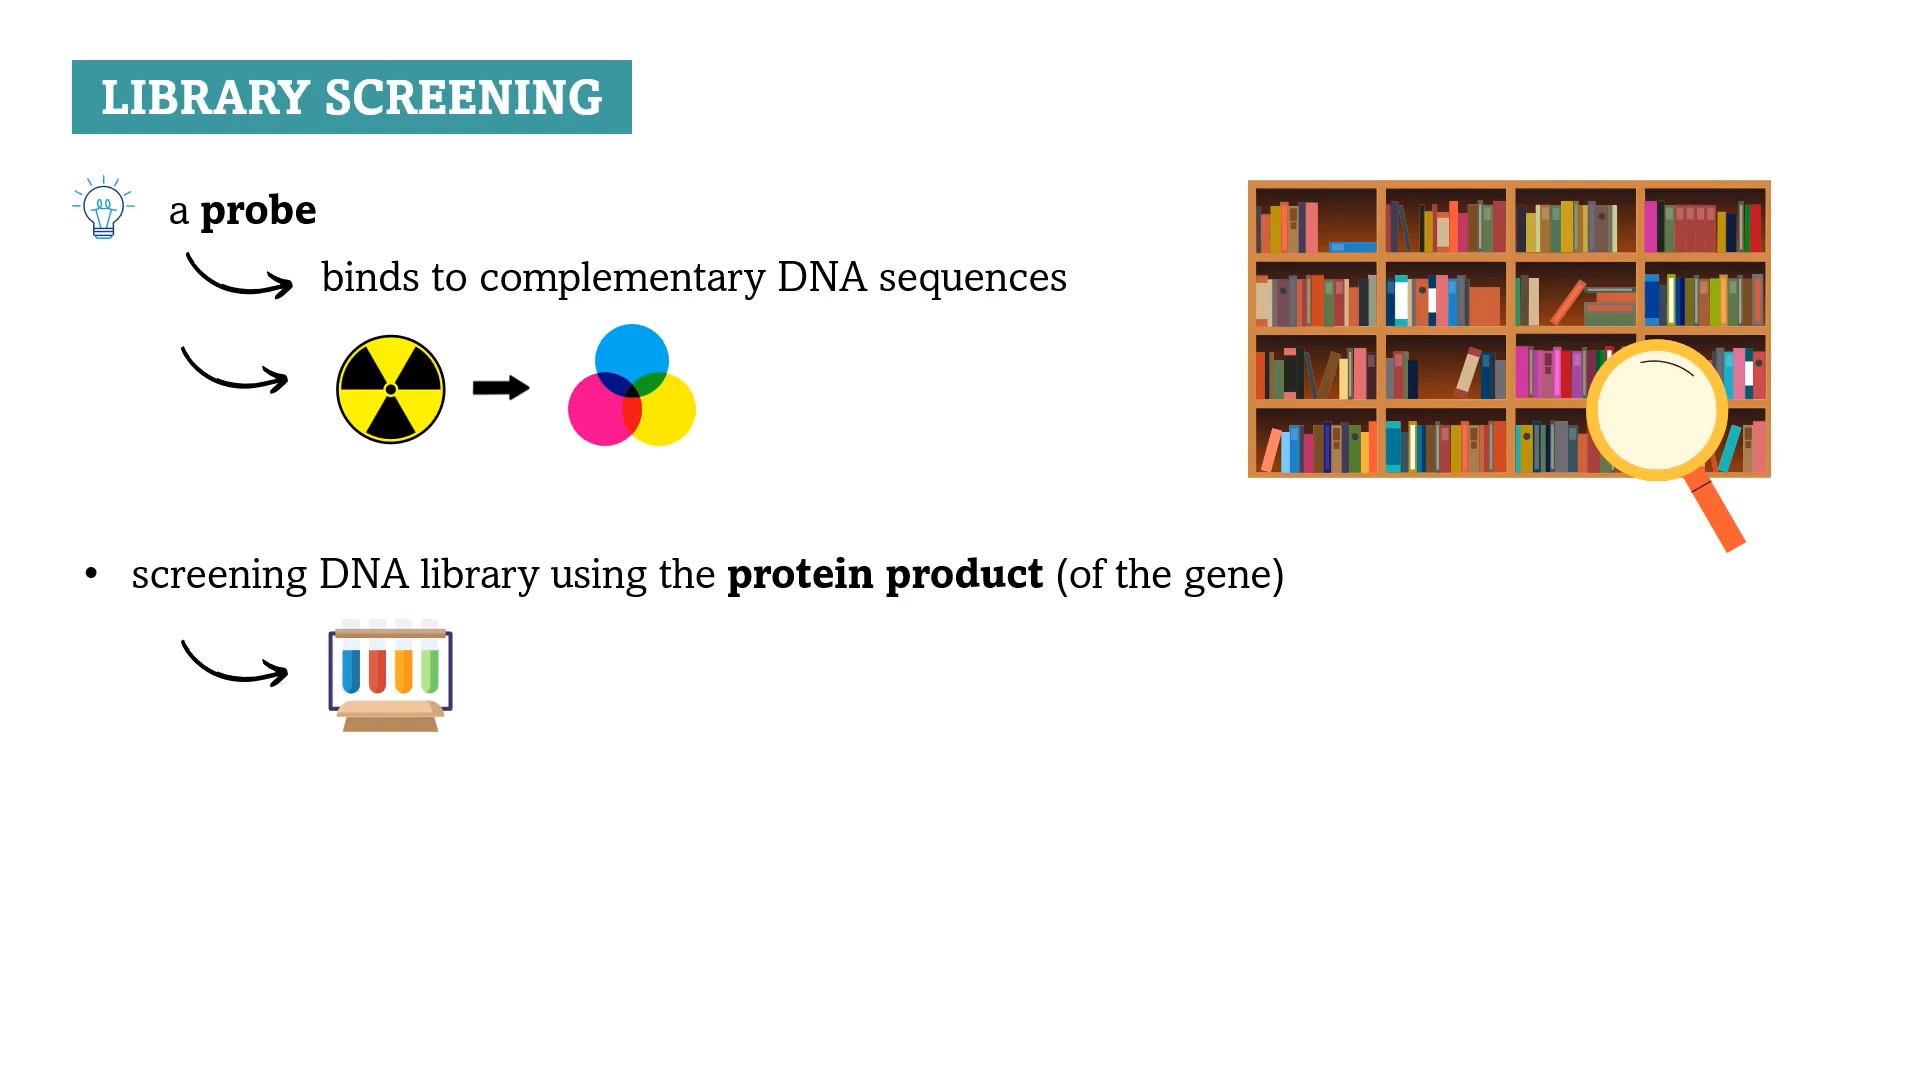 LIBRARY SCREENING
a probe
binds to complementary DNA sequences
• screening DNA library using the protein product (of the gene)